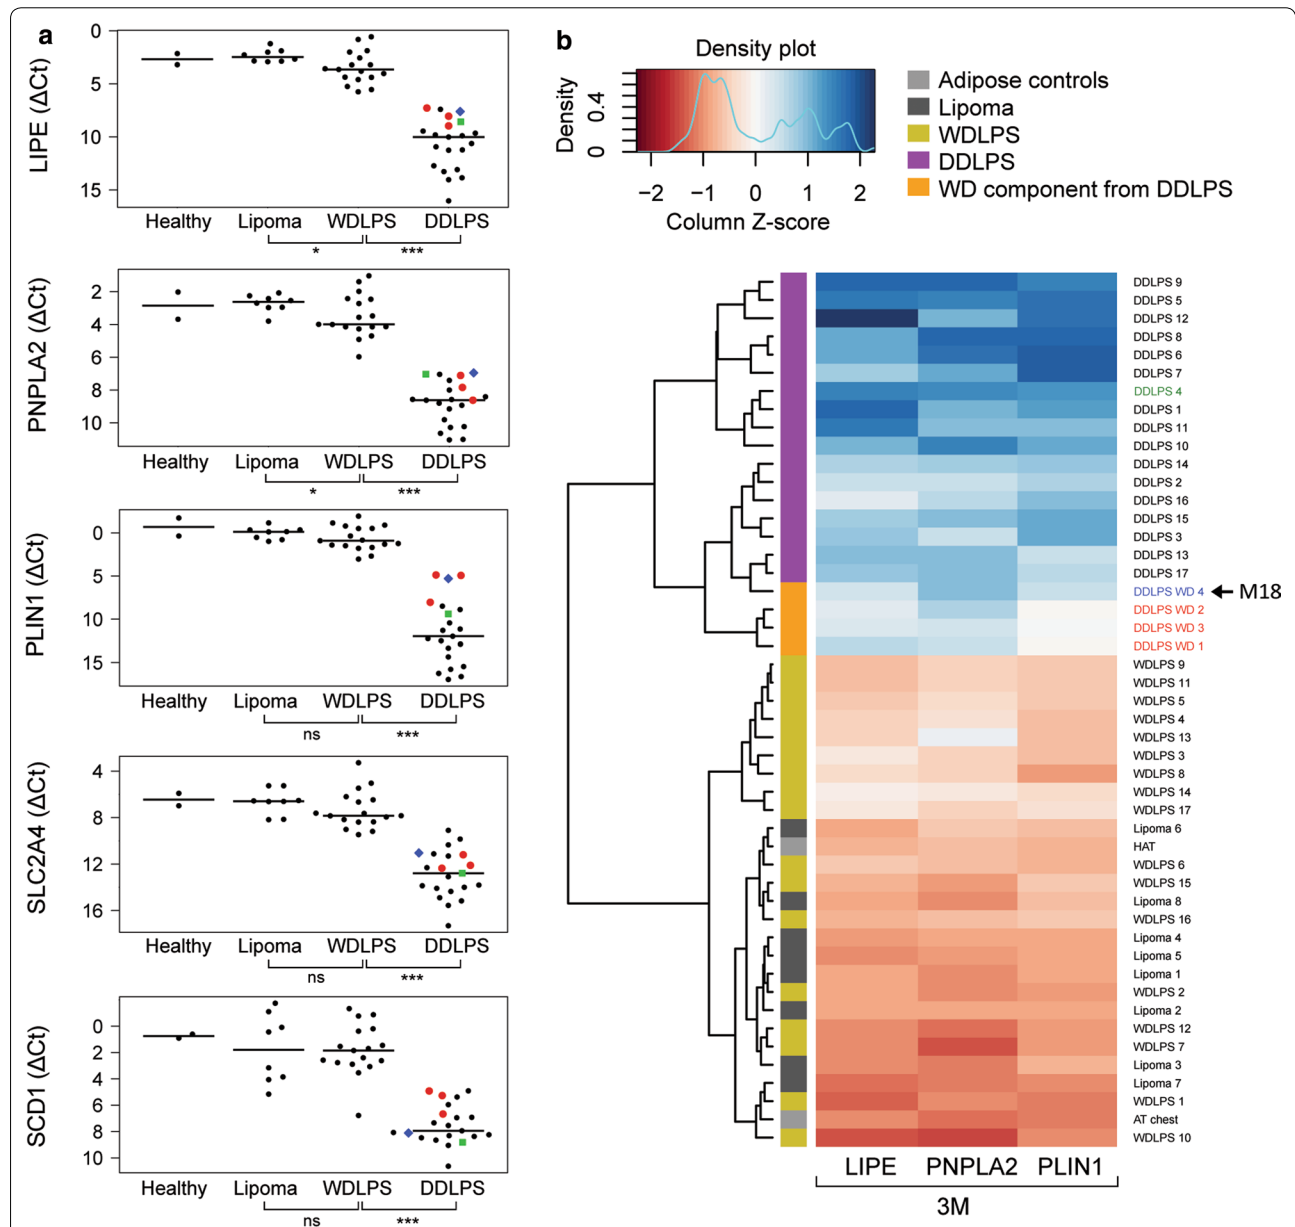 a
LIPE (ΔCt)
0
5
10
15
Healthy Lipoma WDLPS DDLPS
* ***
PNPLA2 (ΔCt)
2
4
6
8
10
Healthy Lipoma WDLPS DDLPS
* ***
PLIN1 (ΔCt)
0
5
10
15
Healthy Lipoma WDLPS DDLPS
ns ***
SLC2A4 (ΔCt)
4
8
12
16
Healthy Lipoma WDLPS DDLPS
ns ***
SCD1 (ΔCt)
0
2
4
6
8
10
Healthy Lipoma WDLPS DDLPS
ns ***
b
Density plot
Density
0 0.4
−2 −1 0 1 2
Column Z-score
Adipose controls
Lipoma
WDLPS
DDLPS
WD component from DDLPS
DDLPS 9
DDLPS 5
DDLPS 12
DDLPS 8
DDLPS 6
DDLPS 7
DDLPS 4
DDLPS 1
DDLPS 11
DDLPS 10
DDLPS 14
DDLPS 2
DDLPS 16
DDLPS 15
DDLPS 3
DDLPS 13
DDLPS 17
DDLPS WD 4 M18
DDLPS WD 2
DDLPS WD 3
DDLPS WD 1
WDLPS 9
WDLPS 11
WDLPS 5
WDLPS 4
WDLPS 13
WDLPS 3
WDLPS 8
WDLPS 14
WDLPS 17
Lipoma 6
HAT
WDLPS 6
WDLPS 15
Lipoma 8
WDLPS 16
Lipoma 4
Lipoma 5
Lipoma 1
WDLPS 2
Lipoma 2
WDLPS 12
WDLPS 7
Lipoma 3
Lipoma 7
WDLPS 1
AT chest
WDLPS 10
LIPE PNPLA2 PLIN1
3M